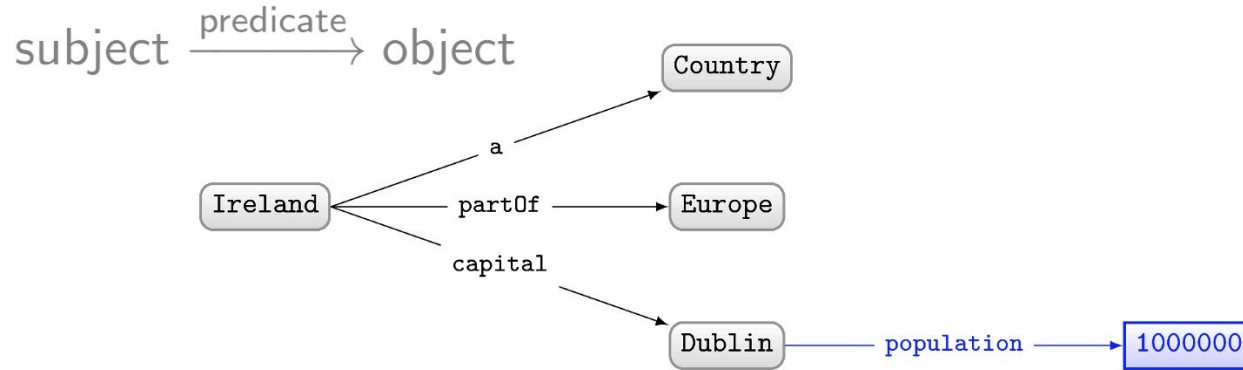 predicate
subject object
Country
a
Ireland partOf Europe
capital
Dublin population 1000000